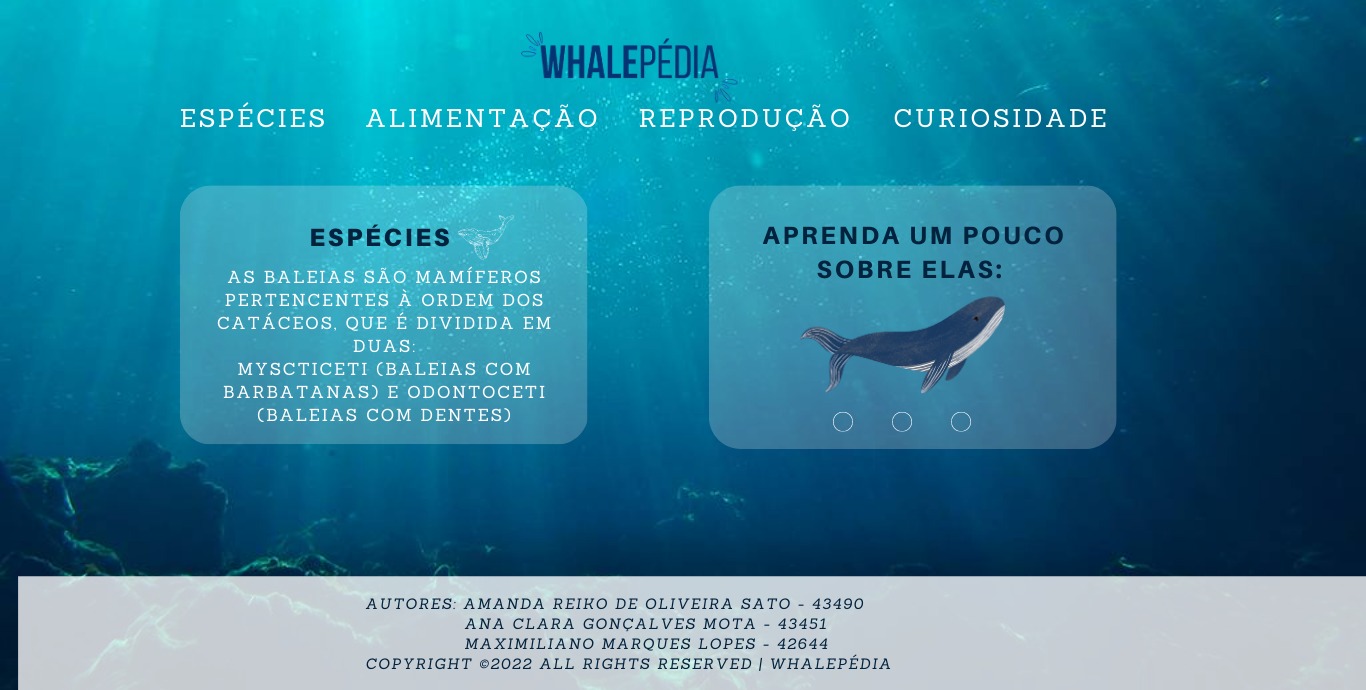 WHALEPÉDIA
ESPÉCIES ALIMENTAÇÃO REPRODUÇÃO CURIOSIDADE
ESPÉCIES
AS BALEIAS SÃO MAMÍFEROS
PERTENCENTES À ORDEM DOS
CATÁCEOS, QUE É DIVIDIDA EM
DUAS:
MYSCTICETI (BALEIAS COM
BARBATANAS) E ODONTOCETI
(BALEIAS COM DENTES)
APRENDA UM POUCO
SOBRE ELAS:
AUTORES: AMANDA REIKO DE OLIVEIRA SATO - 43490
ANA CLARA GONÇALVES MOTA - 43451
MAXIMILIANO MARQUES LOPES - 42644
COPYRIGHT ©2022 ALL RIGHTS RESERVED | WHALEPÉDIA